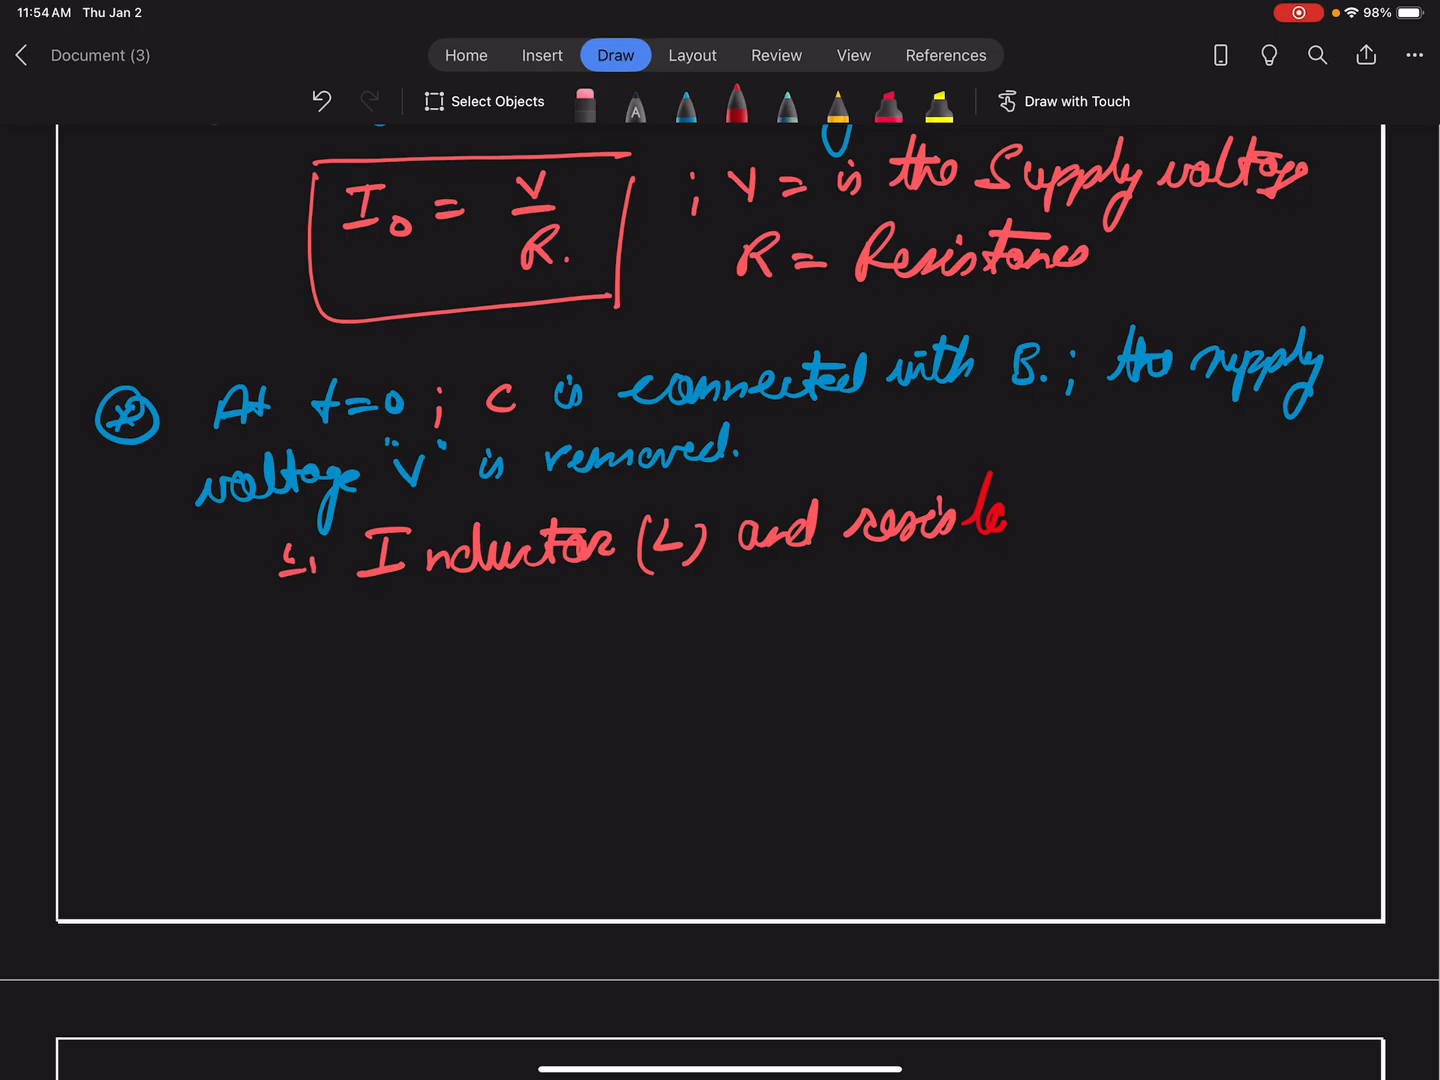 11:54 AM Thu Jan 2
98%
Document (3)
Home Insert Draw Layout Review View References
Select Objects
A
Draw with Touch
I₀ = V/R. ; V = is the Supply voltage
R = Resistance
At t=0 ; C is connected with B. ; the supply
voltage "V" is removed.
Inductor (L) and resis